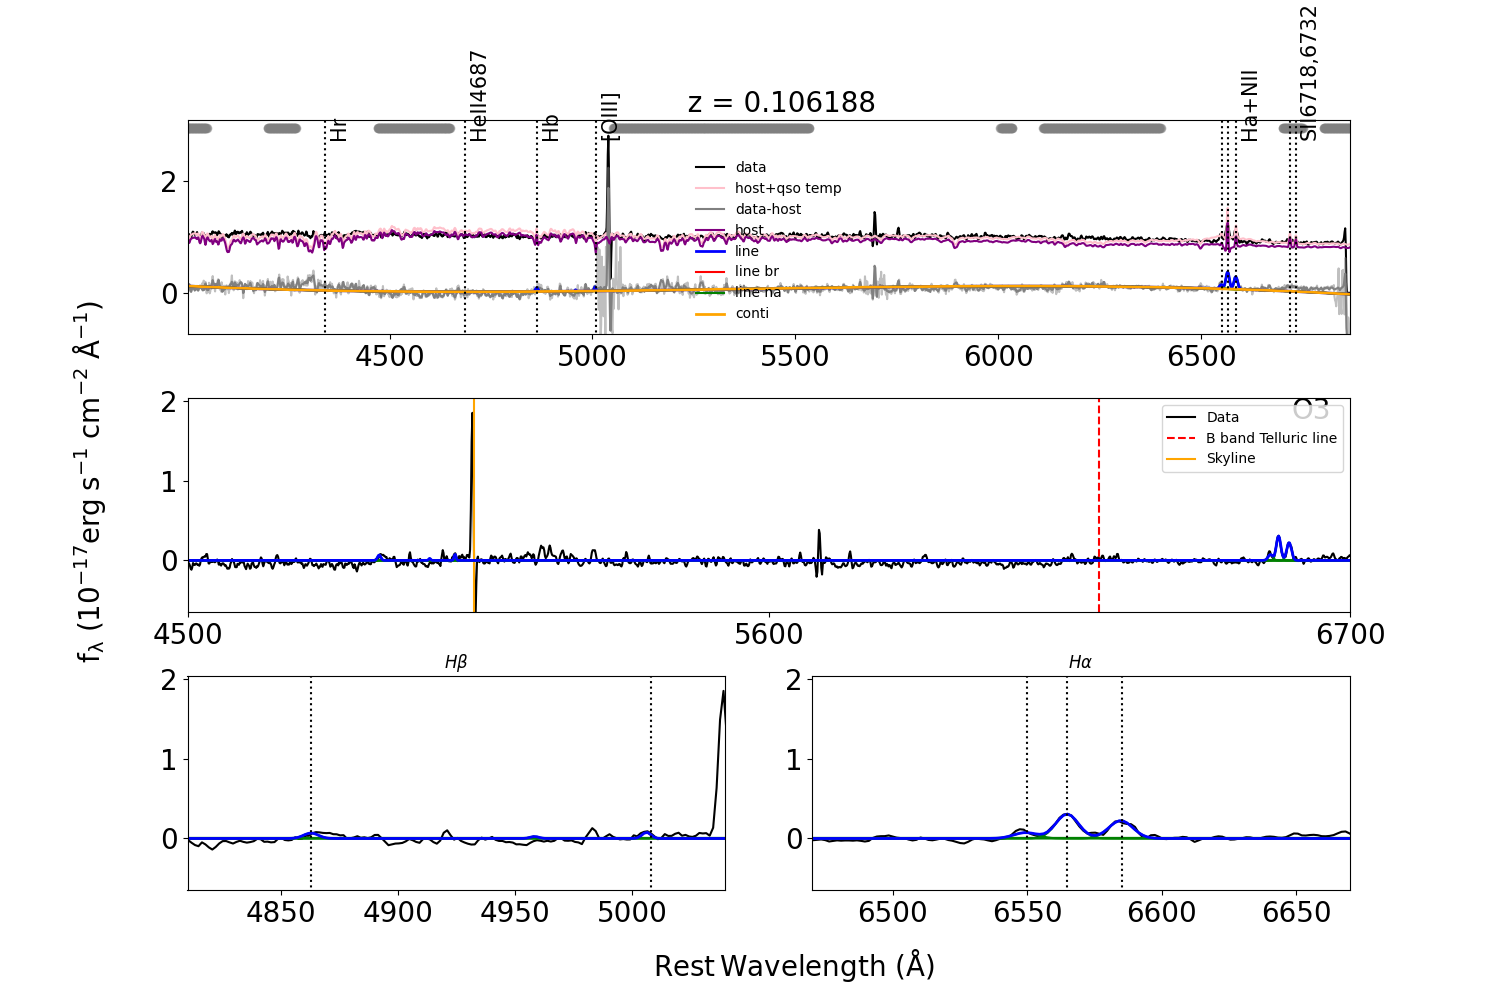 z = 0.106188
Hr
HeII4687
Hb
[OIII]
Ha+NII
SII6718,6732
data
host+qso temp
data-host
host
line
line br
line na
conti
2
0
4500 5000 5500 6000 6500
O3
Data
B band Telluric line
Skyline
2
1
0
4500 5600 6700
fλ (10⁻¹⁷erg s⁻¹ cm⁻² Å⁻¹)
Hβ
2
1
0
4850 4900 4950 5000
Hα
2
1
0
6500 6550 6600 6650
Rest Wavelength (Å)